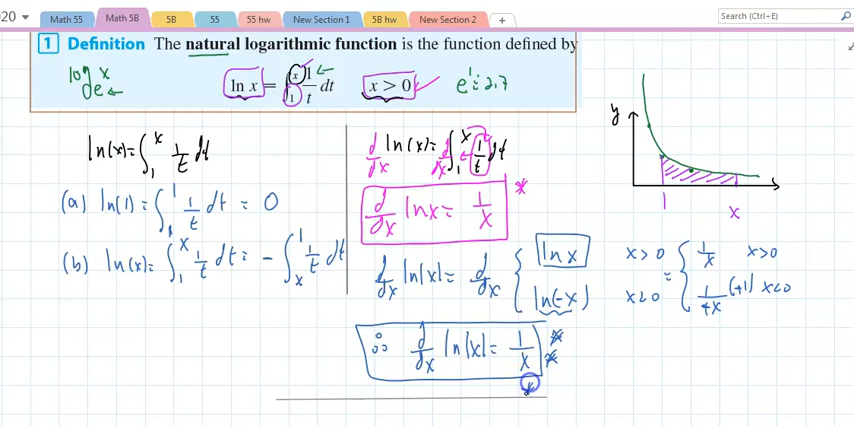 020 Math 55 Math 5B 5B 55 55 hw New Section 1 5B hw New Section 2 + Search (Ctrl+E)
1 Definition The natural logarithmic function is the function defined by
log_e x ln x = ∫_1^x 1/t dt x > 0 e^1 ≈ 2.7
ln(x) = ∫_1^x 1/t dt
(a) ln(1) = ∫_1^1 1/t dt = 0
(b) ln(x) = ∫_1^x 1/t dt = - ∫_x^1 1/t dt
d/dx ln(x) = d/dx ∫_1^x 1/t dt
d/dx ln x = 1/x *
d/dx ln|x| = d/dx { ln x x > 0 = { 1/x x > 0
ln(-x) x < 0 1/+x (+1) x < 0
∴ d/dx ln|x| = 1/x * * *
y
1 x